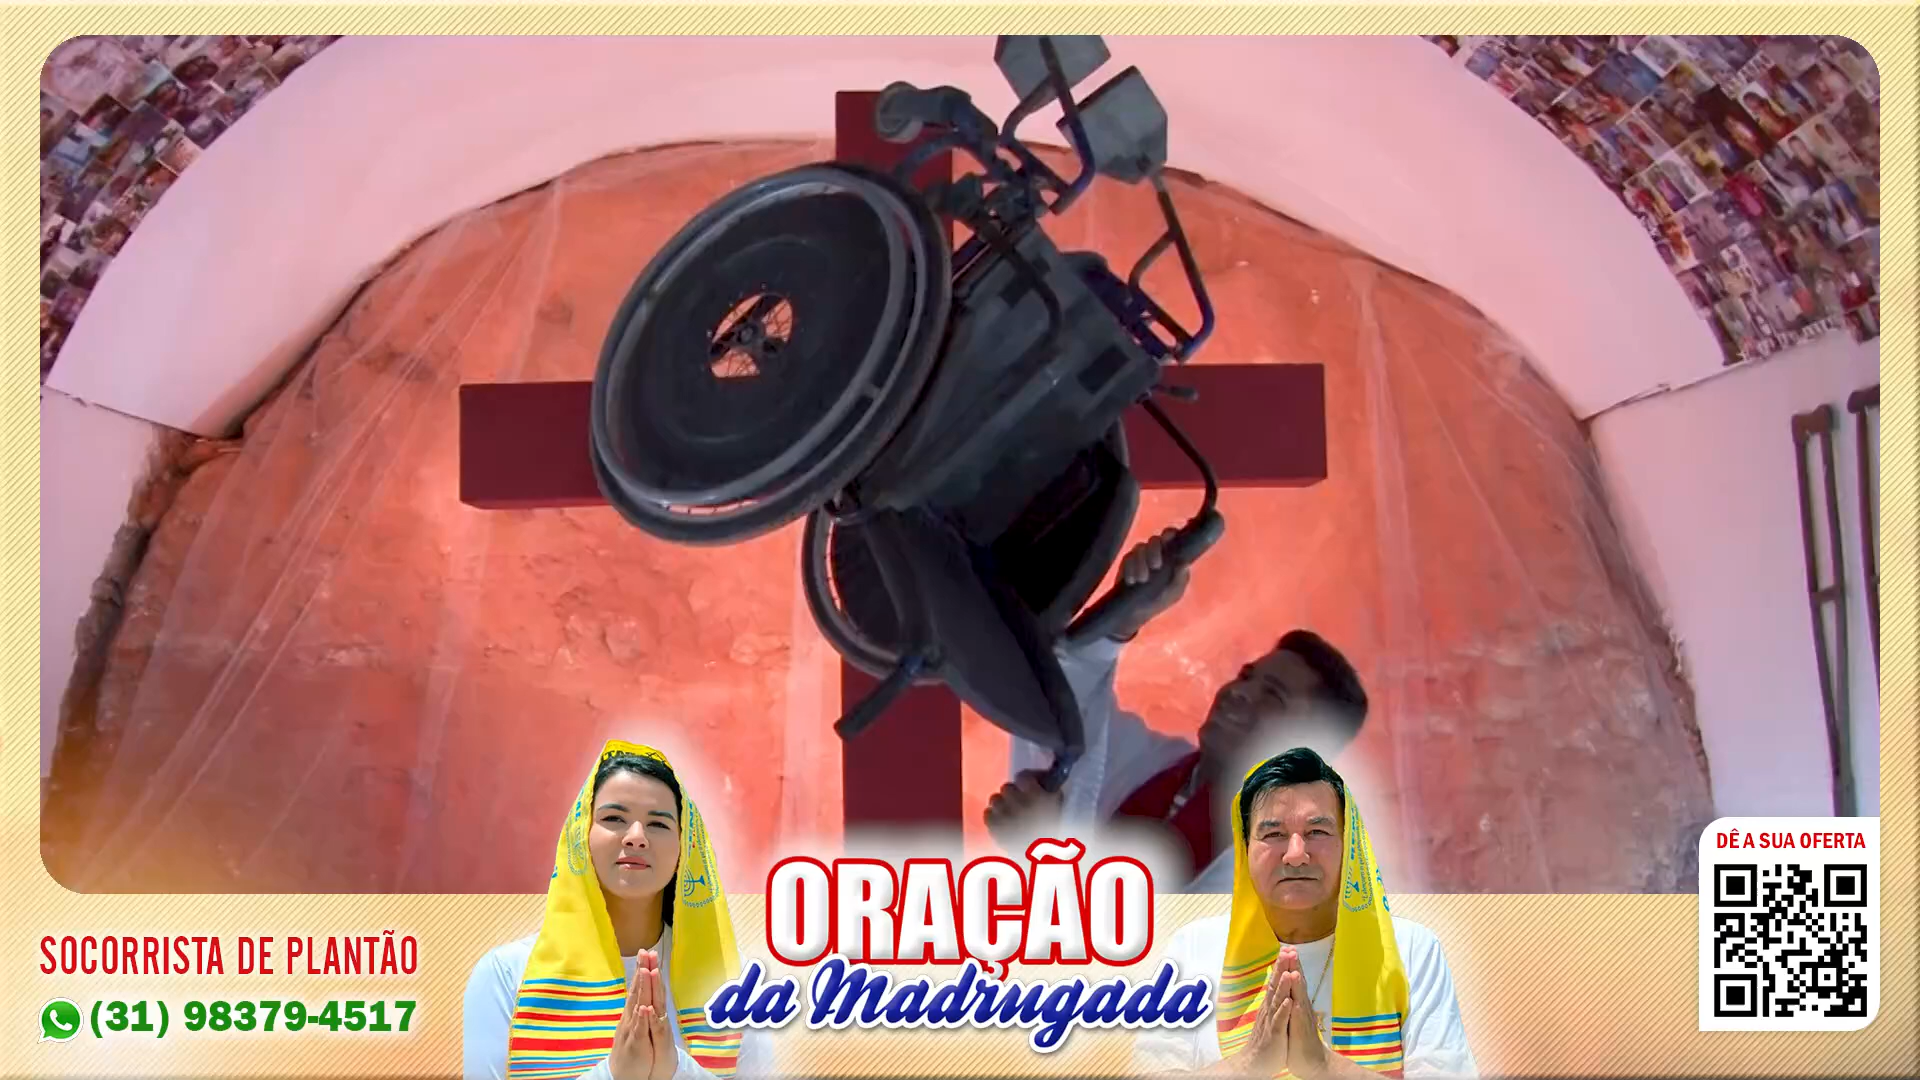 DÊ A SUA OFERTA
SOCORRISTA DE PLANTÃO
(31) 98379-4517
ORAÇÃO
da Madrugada